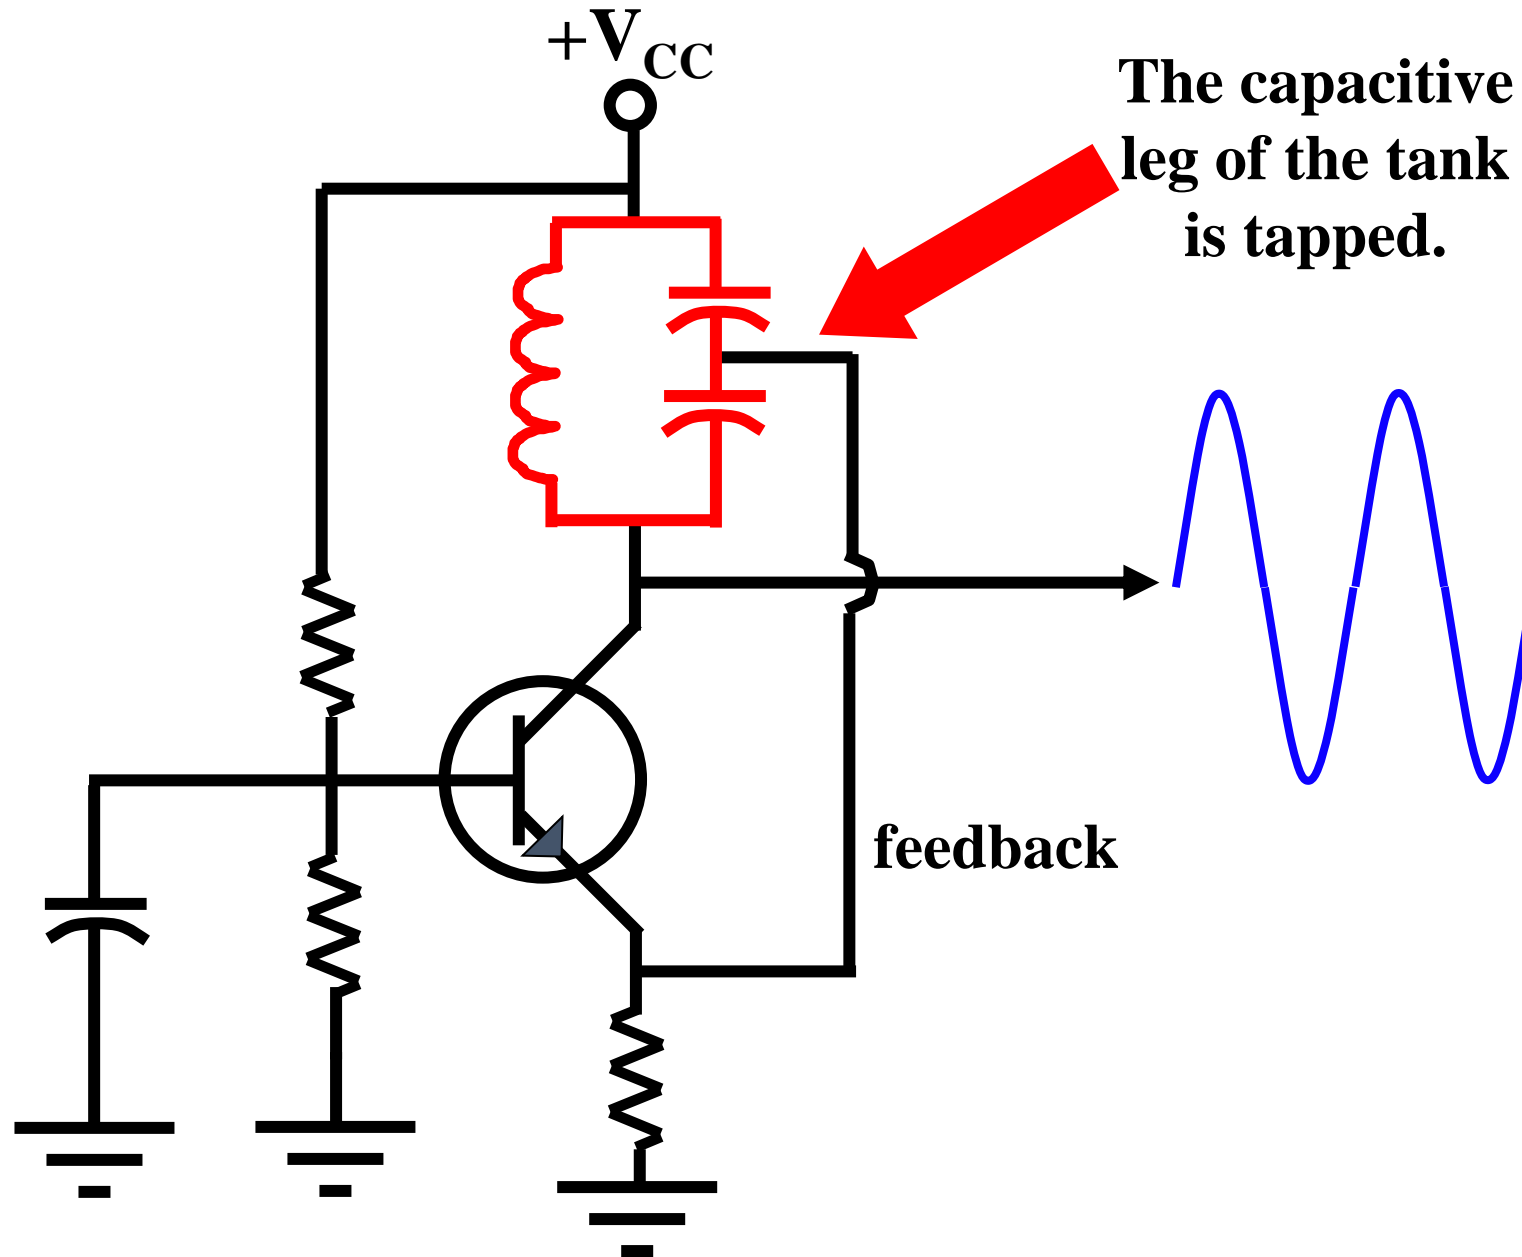 +VCC
The capacitive
leg of the tank
is tapped.
feedback